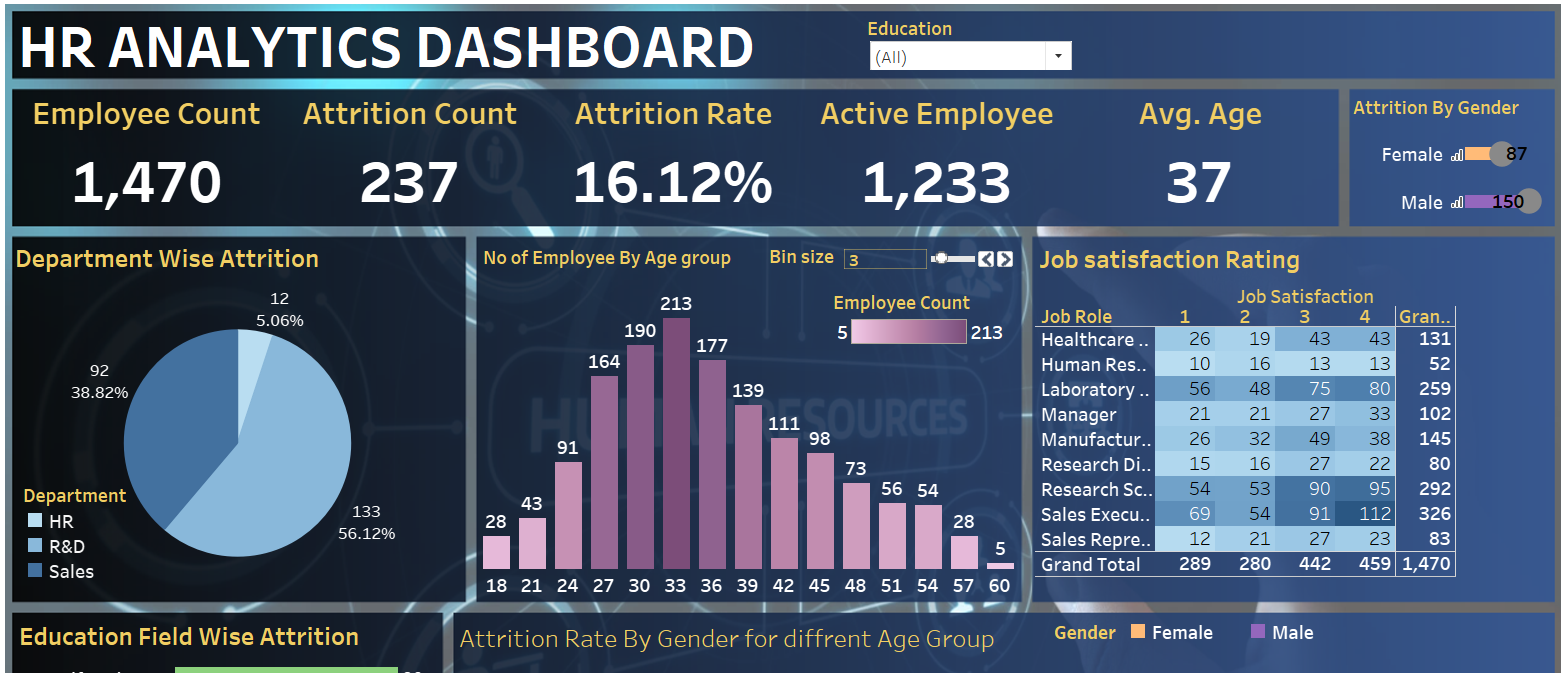 HR ANALYTICS DASHBOARD
Education
(All)
Employee Count
1,470
Attrition Count
237
Attrition Rate
16.12%
Active Employee
1,233
Avg. Age
37
Attrition By Gender
Female 87
Male 150
Department Wise Attrition
12
5.06%
92
38.82%
133
56.12%
Department
HR
R&D
Sales
No of Employee By Age group
Bin size 3
Employee Count
5 213
28 43 91 164 190 213 177 139 111 98 73 56 54 28 5
18 21 24 27 30 33 36 39 42 45 48 51 54 57 60
HUMAN RESOURCES
Job satisfaction Rating
Job Satisfaction
Job Role 1 2 3 4 Gran..
Healthcare .. 26 19 43 43 131
Human Res.. 10 16 13 13 52
Laboratory .. 56 48 75 80 259
Manager 21 21 27 33 102
Manufactur.. 26 32 49 38 145
Research Di.. 15 16 27 22 80
Research Sc.. 54 53 90 95 292
Sales Execu.. 69 54 91 112 326
Sales Repre.. 12 21 27 23 83
Grand Total 289 280 442 459 1,470
Education Field Wise Attrition
Attrition Rate By Gender for diffrent Age Group
Gender Female Male